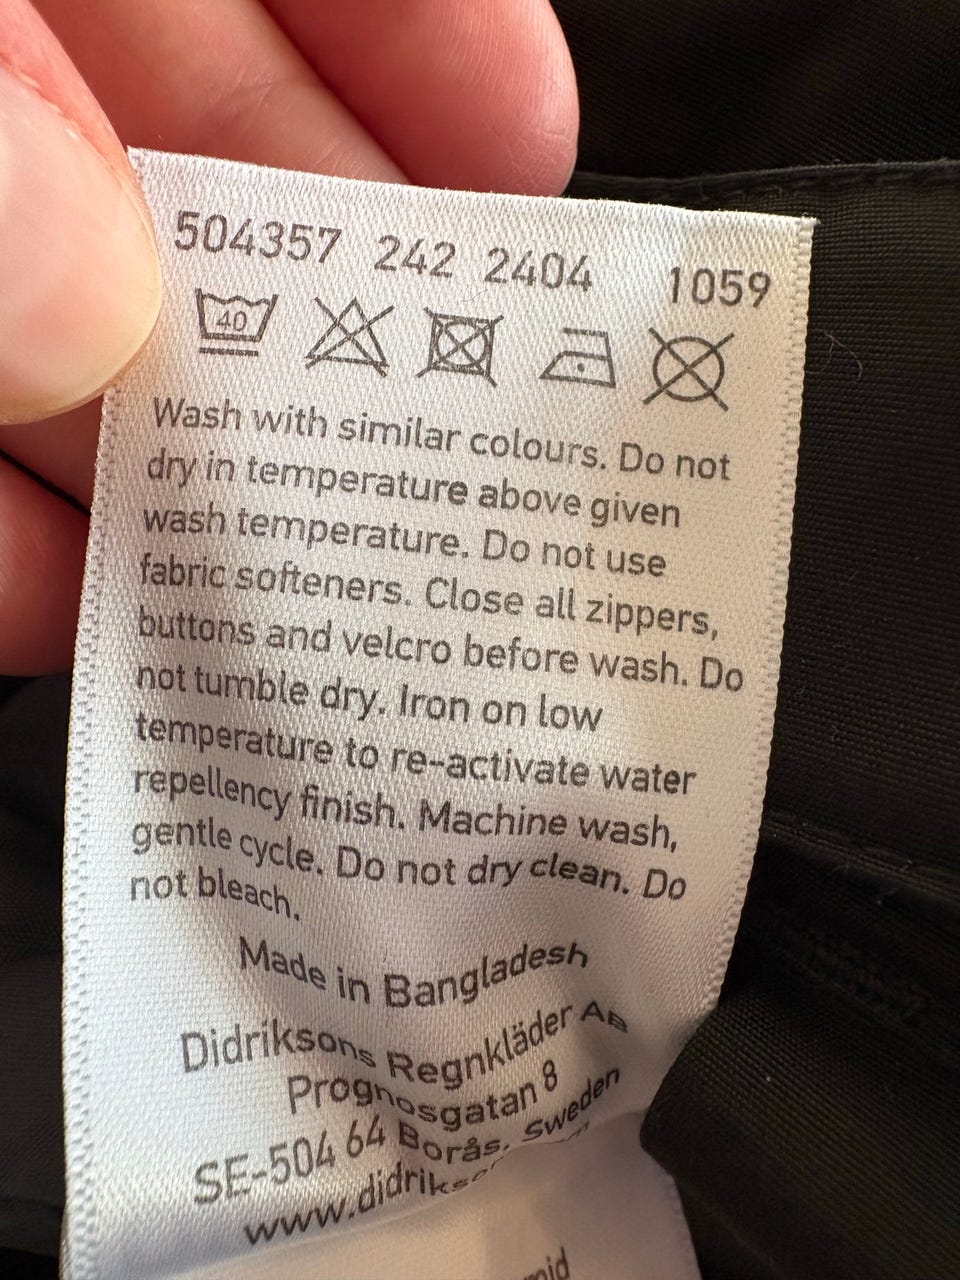 504357 242 2404 1059
40
Wash with similar colours. Do not
dry in temperature above given
wash temperature. Do not use
fabric softeners. Close all zippers,
buttons and velcro before wash. Do
not tumble dry. Iron on low
temperature to re-activate water
repellency finish. Machine wash,
gentle cycle. Do not dry clean. Do
not bleach.
Made in Bangladesh
Didriksons Regnkläder AB
Prognosgatan 8
SE-504 64 Borås, Sweden